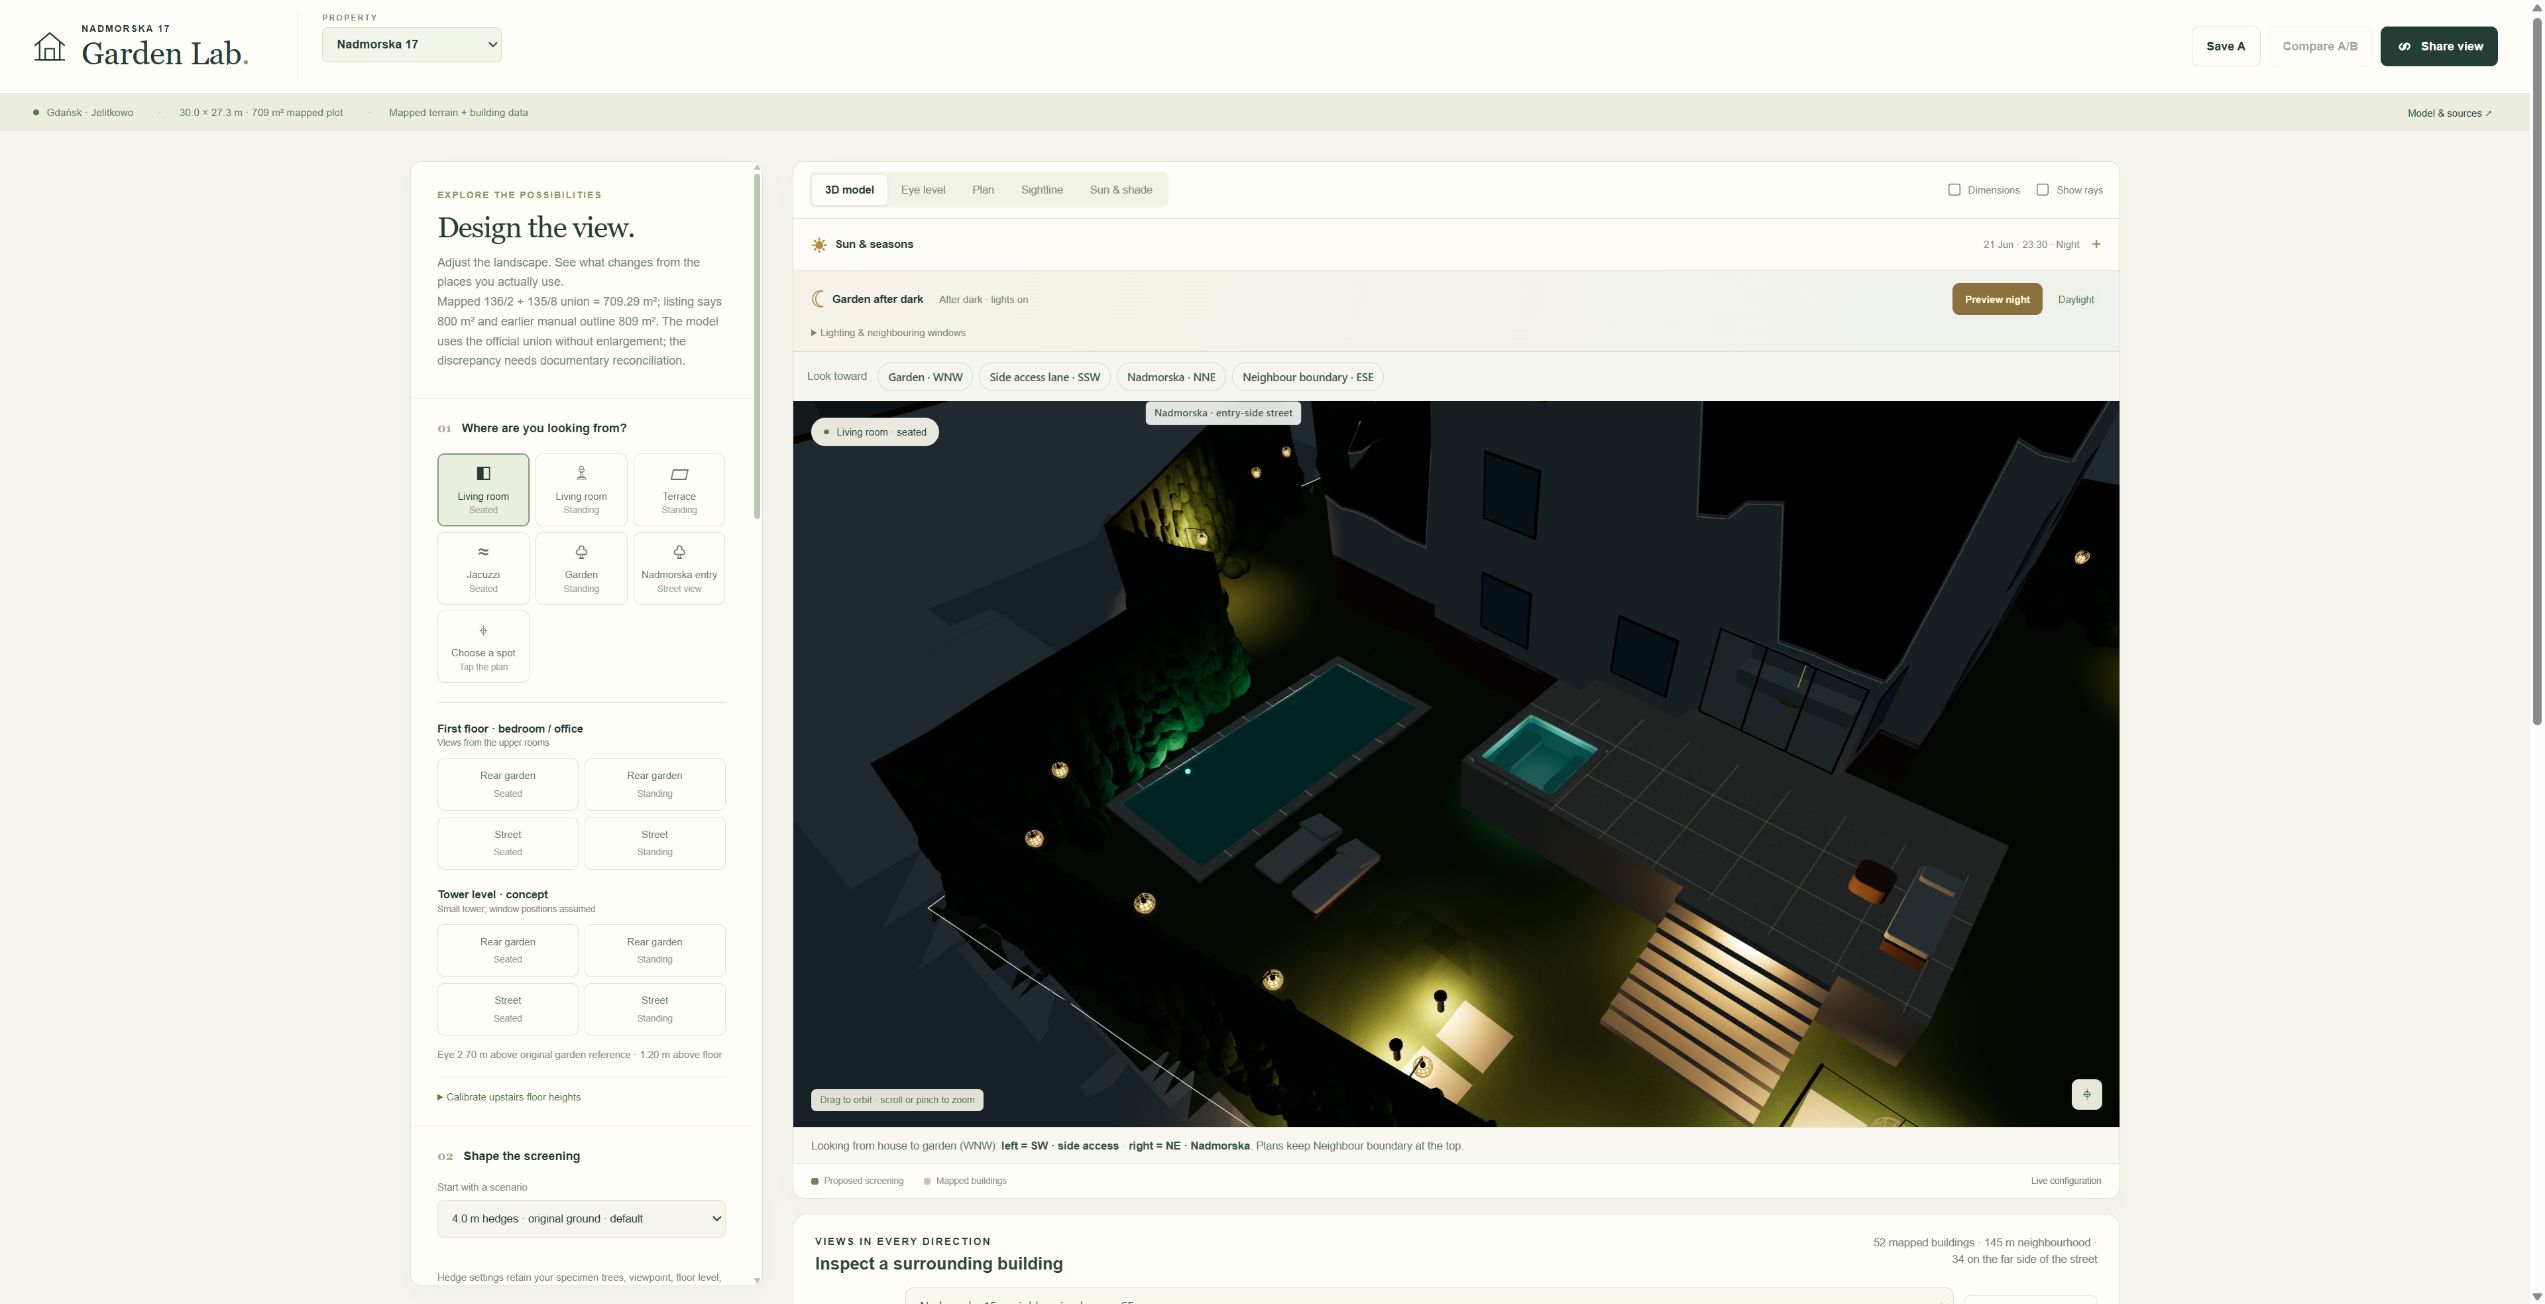 NADMORSKA 17
Garden Lab.
PROPERTY
Nadmorska 17
Save A
Compare A/B
Share view
Gdańsk · Jelitkowo · 30.0 × 27.3 m · 709 m² mapped plot · Mapped terrain + building data
Model & sources ↗
EXPLORE THE POSSIBILITIES
Design the view.
Adjust the landscape. See what changes from the
places you actually use.
Mapped 136/2 + 135/8 union = 709.29 m²; listing says
800 m² and earlier manual outline 809 m². The model
uses the official union without enlargement; the
discrepancy needs documentary reconciliation.
01 Where are you looking from?
Living room
Seated
Living room
Standing
Terrace
Standing
Jacuzzi
Seated
Garden
Standing
Nadmorska entry
Street view
Choose a spot
Tap the plan
First floor · bedroom / office
Views from the upper rooms
Rear garden
Seated
Rear garden
Standing
Street
Seated
Street
Standing
Tower level · concept
Small tower; window positions assumed
Rear garden
Seated
Rear garden
Standing
Street
Seated
Street
Standing
Eye 2.70 m above original garden reference · 1.20 m above floor
Calibrate upstairs floor heights
02 Shape the screening
Start with a scenario
4.0 m hedges · original ground · default
Hedge settings retain your specimen trees, viewpoint, floor level,
3D model
Eye level
Plan
Sightline
Sun & shade
Dimensions
Show rays
Sun & seasons
21 Jun · 23:30 · Night +
Garden after dark
After dark · lights on
Preview night
Daylight
Lighting & neighbouring windows
Look toward
Garden · WNW
Side access lane · SSW
Nadmorska · NNE
Neighbour boundary · ESE
Nadmorska · entry-side street
Living room · seated
Drag to orbit · scroll or pinch to zoom
Looking from house to garden (WNW): left = SW · side access · right = NE · Nadmorska. Plans keep Neighbour boundary at the top.
Proposed screening
Mapped buildings
Live configuration
VIEWS IN EVERY DIRECTION
Inspect a surrounding building
52 mapped buildings · 145 m neighbourhood ·
34 on the far side of the street